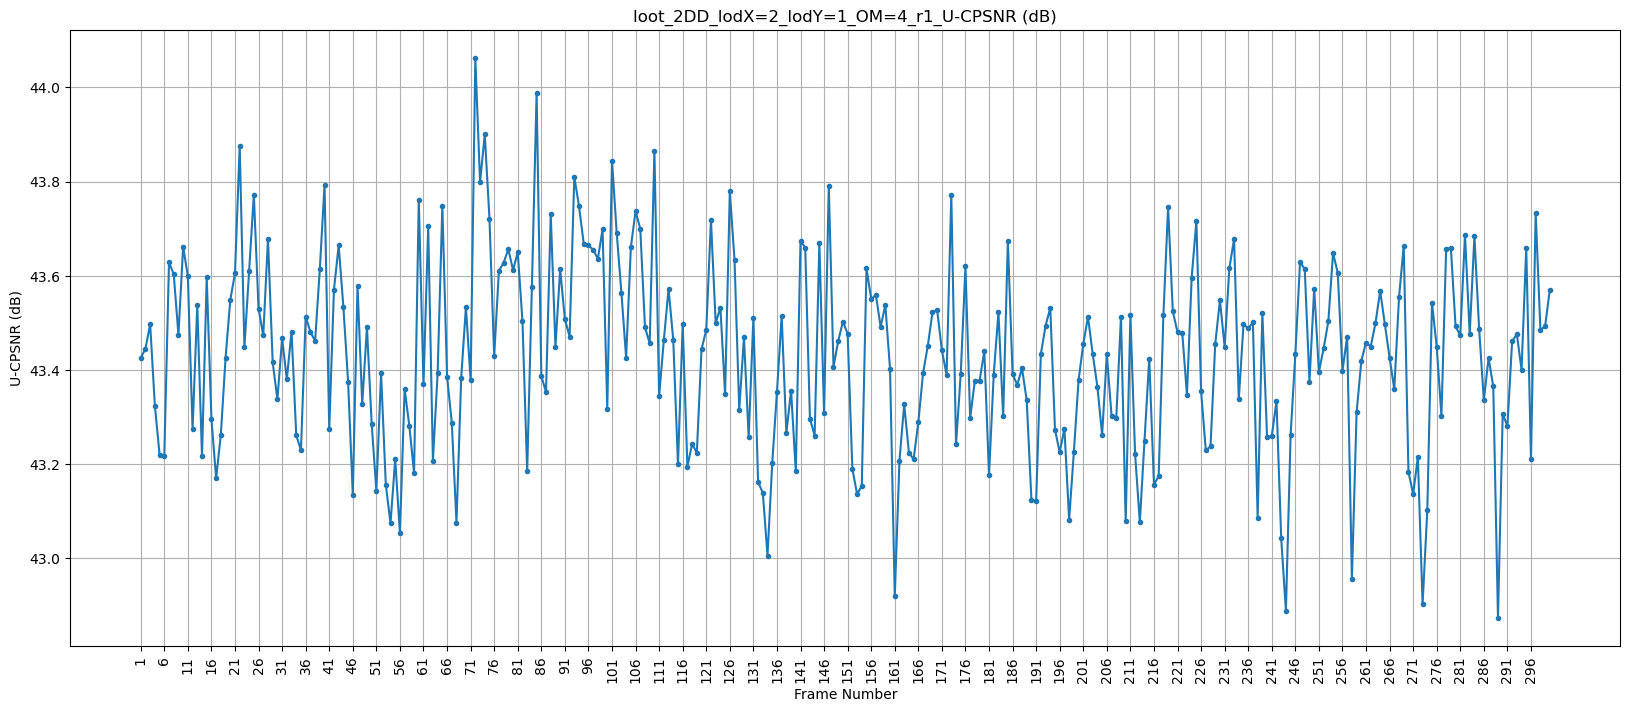 loot_2DD_lodX=2_lodY=1_OM=4_r1_U-CPSNR (dB)
U-CPSNR (dB)
44.0
43.8
43.6
43.4
43.2
43.0
1 6 11 16 21 26 31 36 41 46 51 56 61 66 71 76 81 86 91 96 101 106 111 116 121 126 131 136 141 146 151 156 161 166 171 176 181 186 191 196 201 206 211 216 221 226 231 236 241 246 251 256 261 266 271 276 281 286 291 296
Frame Number